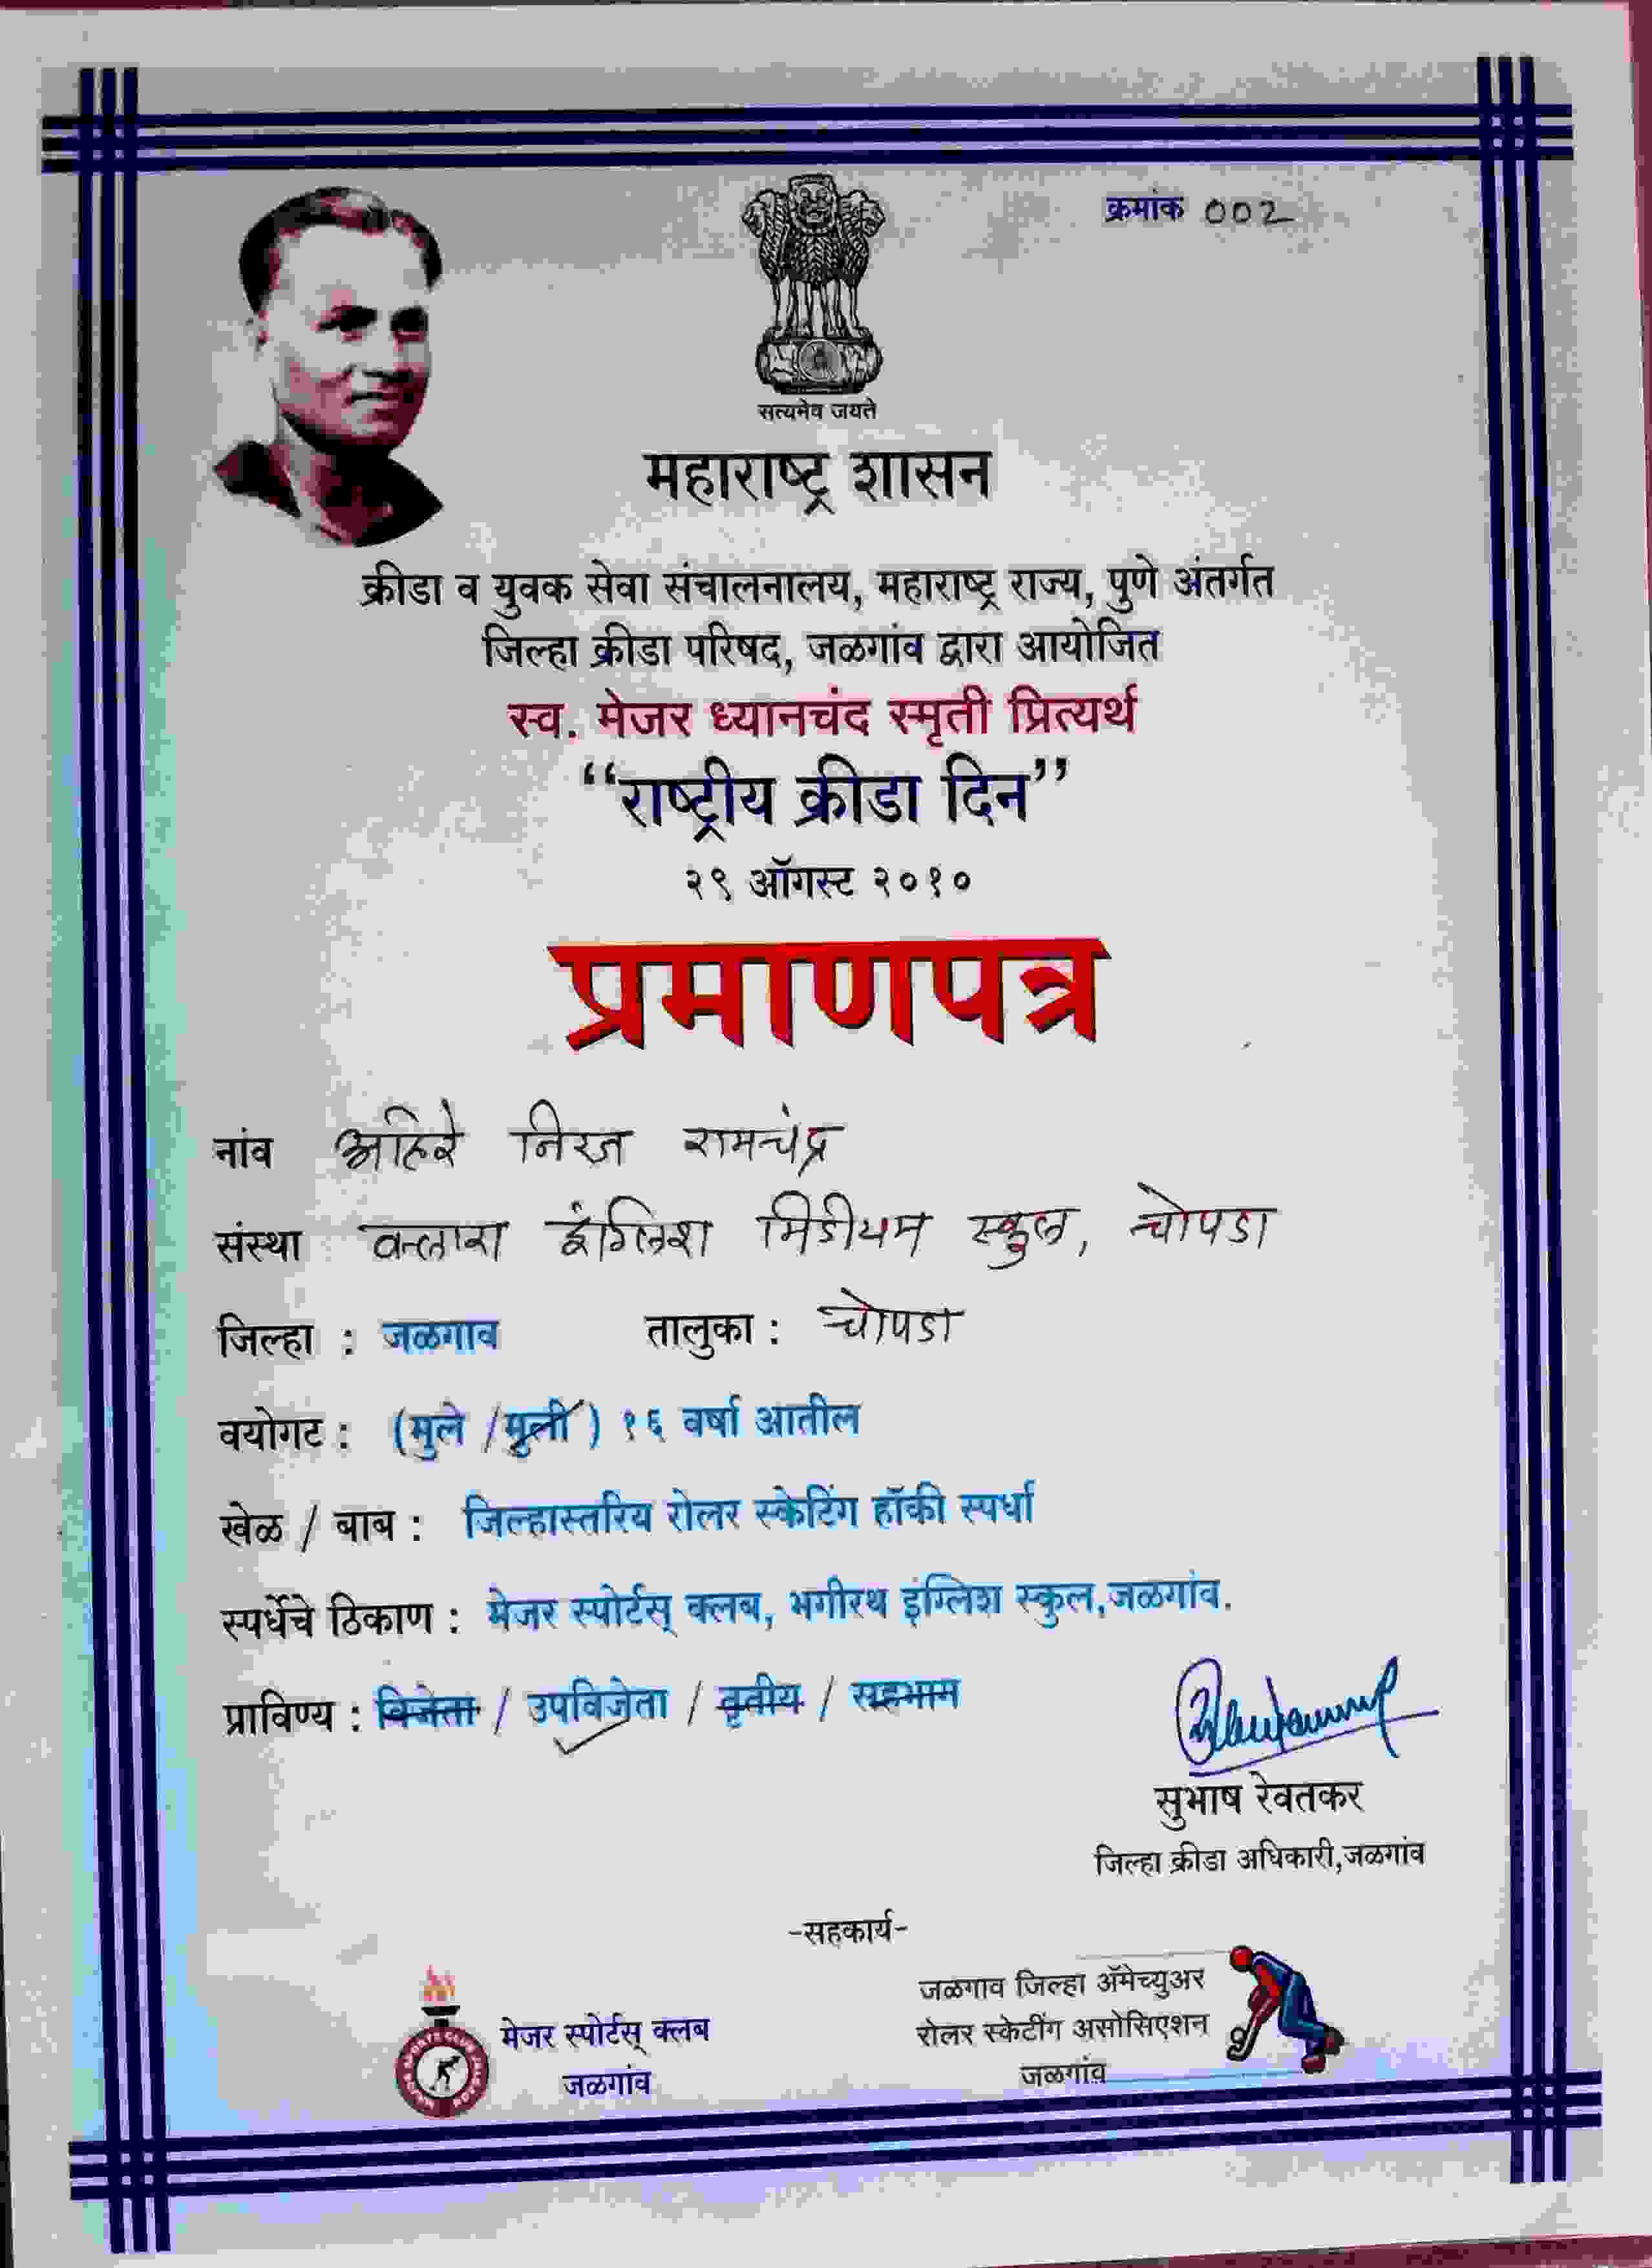 क्रमांक 002
सत्यमेव जयते
महाराष्ट्र शासन
क्रीडा व युवक सेवा संचालनालय, महाराष्ट्र राज्य, पुणे अंतर्गत
जिल्हा क्रीडा परिषद, जळगांव द्वारा आयोजित
स्व. मेजर ध्यानचंद स्मृती प्रित्यर्थ
“राष्ट्रीय क्रीडा दिन”
२९ ऑगस्ट २०१०
प्रमाणपत्र
नांव अहिरे निरज रामचंद्र
संस्था क्लारा इंग्लिश मिडीयम स्कुल, चोपडा
जिल्हा : जळगाव तालुका : चोपडा
वयोगट : (मुले / मुली) १६ वर्षा आतील
खेळ / बाब : जिल्हास्तरिय रोलर स्केटिंग हॉकी स्पर्धा
स्पर्धेचे ठिकाण : मेजर स्पोर्टस् क्लब, भगीरथ इंग्लिश स्कुल,जळगांव.
प्राविण्य : विजेता / उपविजेता / तृतीय / सहभाग
सुभाष रेवतकर
जिल्हा क्रीडा अधिकारी,जळगांव
-सहकार्य-
मेजर स्पोर्टस् क्लब
जळगांव
जळगाव जिल्हा ॲमेच्युअर
रोलर स्केटींग असोसिएशन
जळगांव